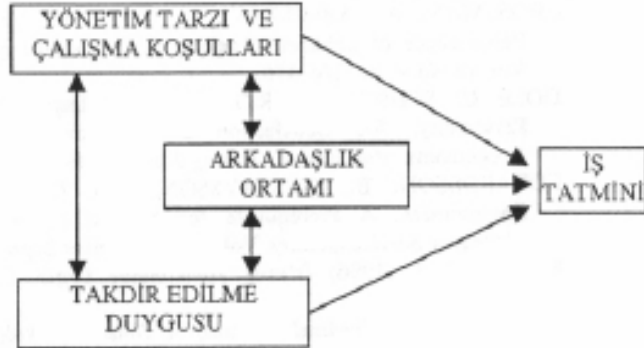 YÖNETİM TARZI VE
ÇALIŞMA KOŞULLARI
ARKADAŞLIK
ORTAMI
İŞ
TATMİNİ
TAKDİR EDİLME
DUYGUSU